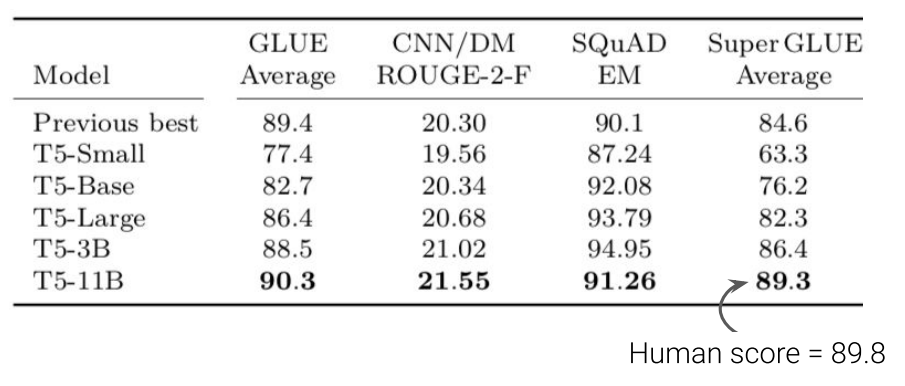 GLUE CNN/DM SQuAD SuperGLUE
Model Average ROUGE-2-F EM Average
Previous best 89.4 20.30 90.1 84.6
T5-Small 77.4 19.56 87.24 63.3
T5-Base 82.7 20.34 92.08 76.2
T5-Large 86.4 20.68 93.79 82.3
T5-3B 88.5 21.02 94.95 86.4
T5-11B 90.3 21.55 91.26 89.3
Human score = 89.8